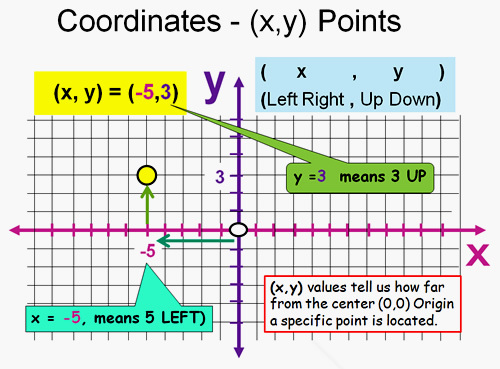 Coordinates - (x,y) Points
(x, y) = (-5,3)
y
( x , y )
(Left Right , Up Down)
3
y =3 means 3 UP
-5
x
x = -5, means 5 LEFT)
(x,y) values tell us how far
from the center (0,0) Origin
a specific point is located.